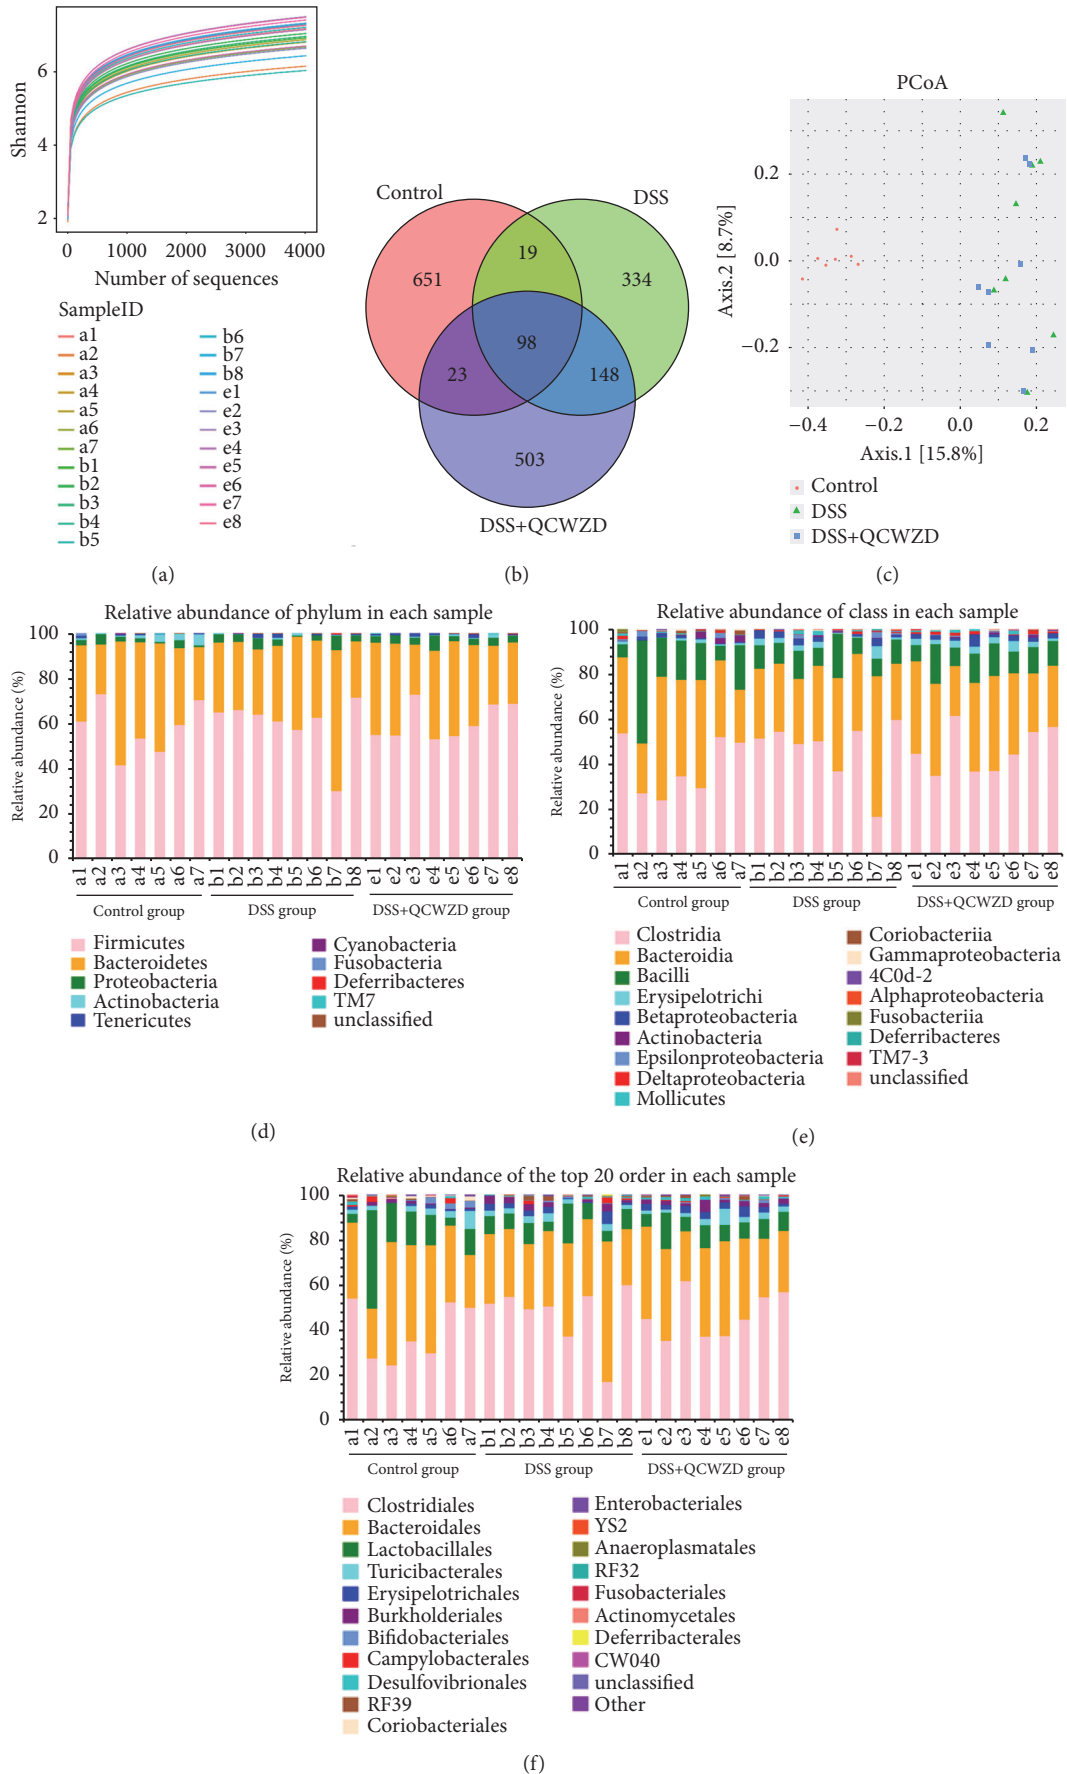 Shannon
6
4
2
0 1000 2000 3000 4000
Number of sequences
SampleID
a1
a2
a3
a4
a5
a6
a7
b1
b2
b3
b4
b5
b6
b7
b8
e1
e2
e3
e4
e5
e6
e7
e8
(a)
Control
DSS
651
19
334
98
23
148
503
DSS+QCWZD
(b)
PCoA
Axis.2 [8.7%]
0.2
0.0
−0.2
−0.4 −0.2 0.0 0.2
Axis.1 [15.8%]
Control
DSS
DSS+QCWZD
(c)
Relative abundance of phylum in each sample
Relative abundance (%)
100
80
60
40
20
0
a1 a2 a3 a4 a5 a6 a7 b1 b2 b3 b4 b5 b6 b7 b8 e1 e2 e3 e4 e5 e6 e7 e8
Control group DSS group DSS+QCWZD group
Firmicutes
Bacteroidetes
Proteobacteria
Actinobacteria
Tenericutes
Cyanobacteria
Fusobacteria
Deferribacteres
TM7
unclassified
(d)
Relative abundance of class in each sample
Relative abundance (%)
100
80
60
40
20
0
a1 a2 a3 a4 a5 a6 a7 b1 b2 b3 b4 b5 b6 b7 b8 e1 e2 e3 e4 e5 e6 e7 e8
Control group DSS group DSS+QCWZD group
Clostridia
Bacteroidia
Bacilli
Erysipelotrichi
Betaproteobacteria
Actinobacteria
Epsilonproteobacteria
Deltaproteobacteria
Mollicutes
Coriobacteriia
Gammaproteobacteria
4C0d-2
Alphaproteobacteria
Fusobacteriia
Deferribacteres
TM7-3
unclassified
(e)
Relative abundance of the top 20 order in each sample
Relative abundance (%)
100
80
60
40
20
0
a1 a2 a3 a4 a5 a6 a7 b1 b2 b3 b4 b5 b6 b7 b8 e1 e2 e3 e4 e5 e6 e7 e8
Control group DSS group DSS+QCWZD group
Clostridiales
Bacteroidales
Lactobacillales
Turicibacterales
Erysipelotrichales
Burkholderiales
Bifidobacteriales
Campylobacterales
Desulfovibrionales
RF39
Coriobacteriales
Enterobacteriales
YS2
Anaeroplasmatales
RF32
Fusobacteriales
Actinomycetales
Deferribacterales
CW040
unclassified
Other
(f)